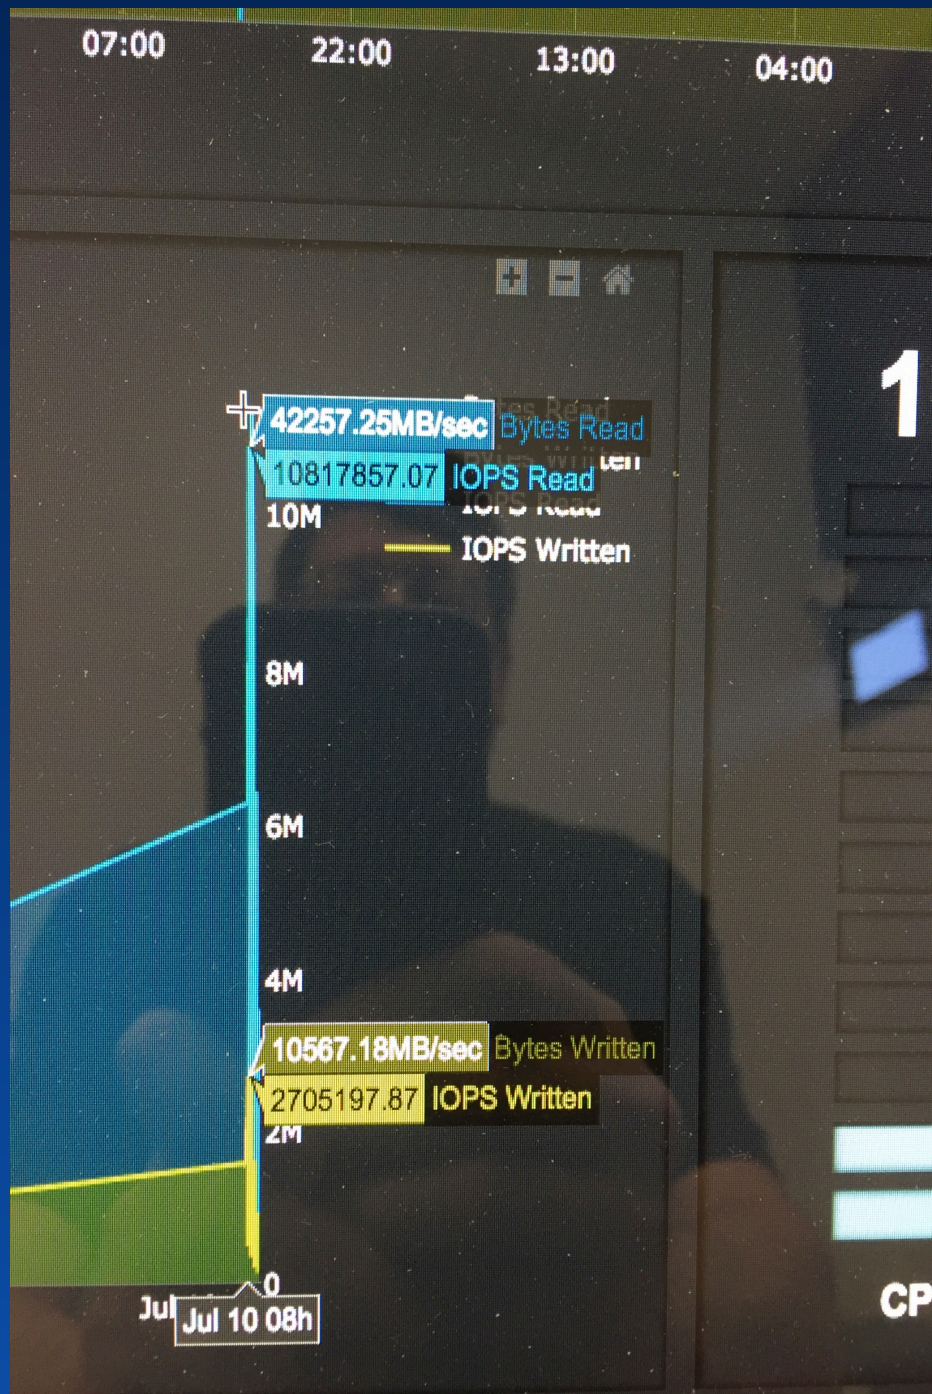 07:00 22:00 13:00 04:00
1
42257.25MB/sec Bytes Read
10817857.07 IOPS Read
10M
IOPS Written
8M
6M
4M
10567.18MB/sec Bytes Written
2705197.87 IOPS Written
2M
0
Jul
Jul 10 08h
CP